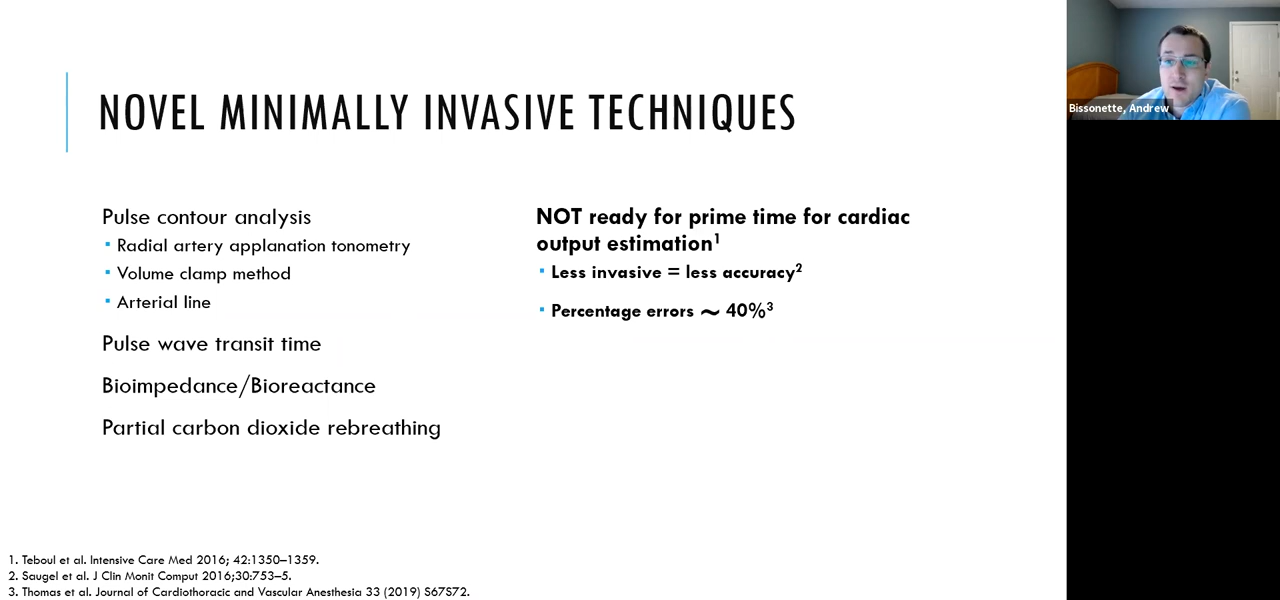 NOVEL MINIMALLY INVASIVE TECHNIQUES
Pulse contour analysis
▪ Radial artery applanation tonometry
▪ Volume clamp method
▪ Arterial line
Pulse wave transit time
Bioimpedance/Bioreactance
Partial carbon dioxide rebreathing
NOT ready for prime time for cardiac
output estimation¹
▪ Less invasive = less accuracy²
▪ Percentage errors ~ 40%³
1. Teboul et al. Intensive Care Med 2016; 42:1350–1359.
2. Saugel et al. J Clin Monit Comput 2016;30:753–5.
3. Thomas et al. Journal of Cardiothoracic and Vascular Anesthesia 33 (2019) S67S72.
Bissonette, Andrew